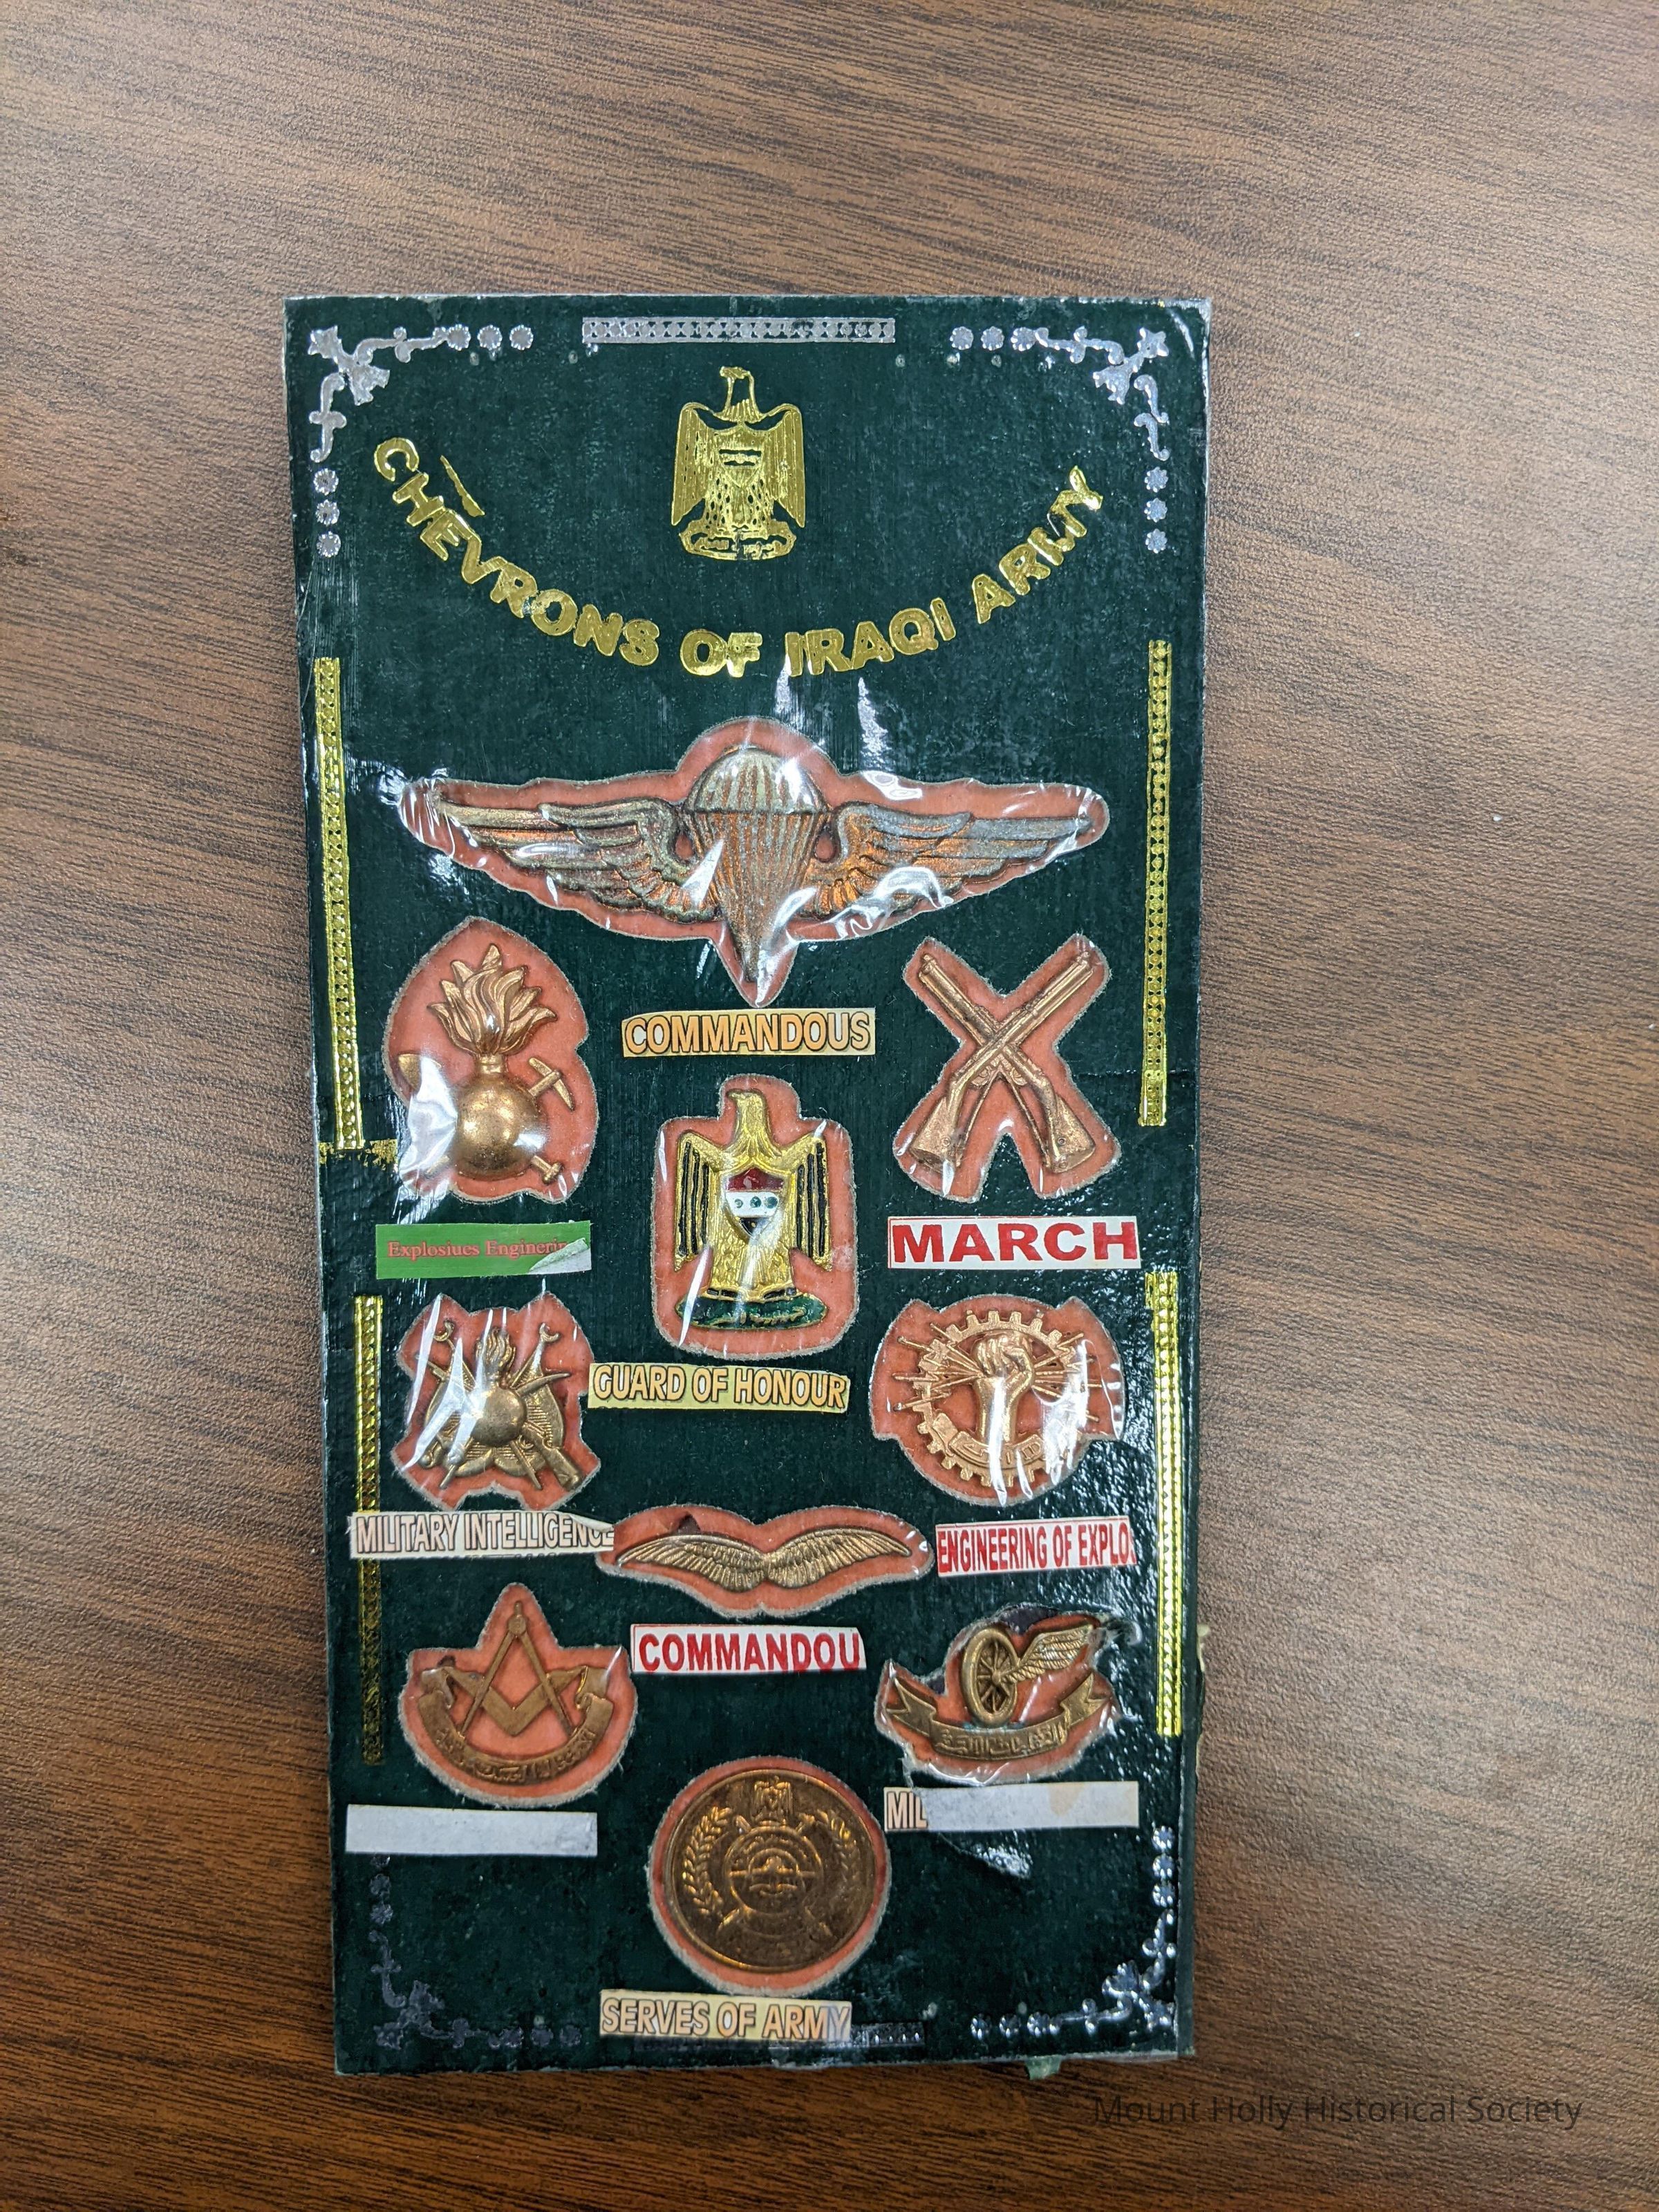 CHEVRONS OF IRAQI ARMY
COMMANDOUS
Explosiues Enginerin
MARCH
GUARD OF HONOUR
MILITARY INTELLIGENCE
ENGINEERING OF EXPLO
COMMANDOU
MIL
SERVES OF ARMY
Mount Holly Historical Society